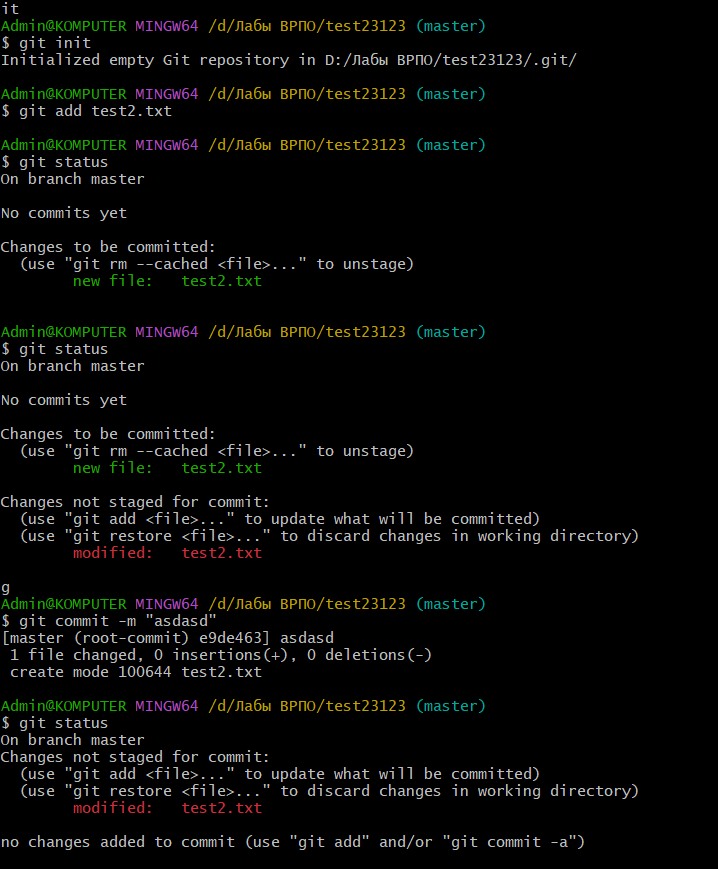 it
Admin@KOMPUTER MINGW64 /d/Лабы ВРПО/test23123 (master)
$ git init
Initialized empty Git repository in D:/Лабы ВРПО/test23123/.git/
Admin@KOMPUTER MINGW64 /d/Лабы ВРПО/test23123 (master)
$ git add test2.txt
Admin@KOMPUTER MINGW64 /d/Лабы ВРПО/test23123 (master)
$ git status
On branch master
No commits yet
Changes to be committed:
  (use "git rm --cached <file>..." to unstage)
        new file:   test2.txt
Admin@KOMPUTER MINGW64 /d/Лабы ВРПО/test23123 (master)
$ git status
On branch master
No commits yet
Changes to be committed:
  (use "git rm --cached <file>..." to unstage)
        new file:   test2.txt
Changes not staged for commit:
  (use "git add <file>..." to update what will be committed)
  (use "git restore <file>..." to discard changes in working directory)
        modified:   test2.txt
g
Admin@KOMPUTER MINGW64 /d/Лабы ВРПО/test23123 (master)
$ git commit -m "asdasd"
[master (root-commit) e9de463] asdasd
 1 file changed, 0 insertions(+), 0 deletions(-)
 create mode 100644 test2.txt
Admin@KOMPUTER MINGW64 /d/Лабы ВРПО/test23123 (master)
$ git status
On branch master
Changes not staged for commit:
  (use "git add <file>..." to update what will be committed)
  (use "git restore <file>..." to discard changes in working directory)
        modified:   test2.txt
no changes added to commit (use "git add" and/or "git commit -a")